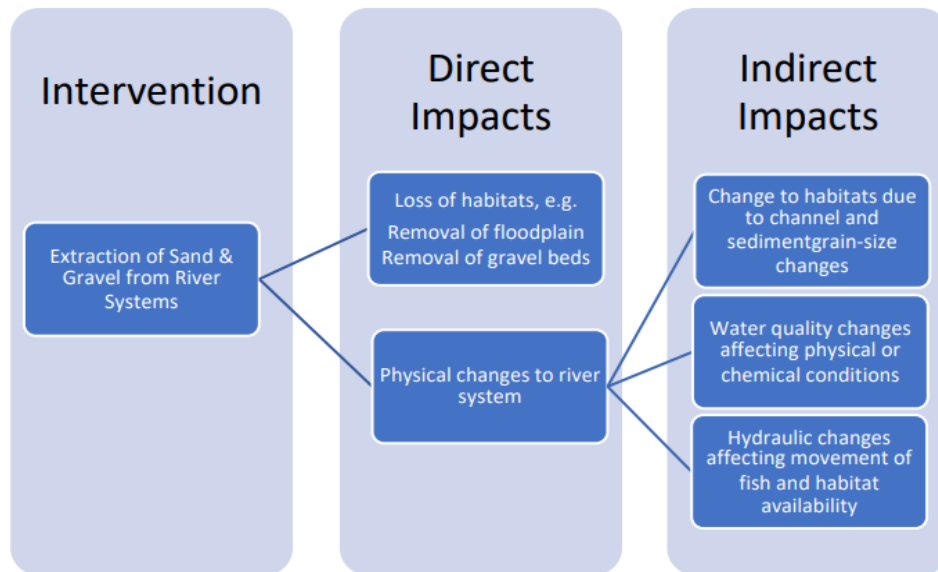 Intervention
Extraction of Sand &
Gravel from River
Systems
Direct
Impacts
Loss of habitats, e.g.
Removal of floodplain
Removal of gravel beds
Physical changes to river
system
Indirect
Impacts
Change to habitats due
to channel and
sedimentgrain-size
changes
Water quality changes
affecting physical or
chemical conditions
Hydraulic changes
affecting movement of
fish and habitat
availability